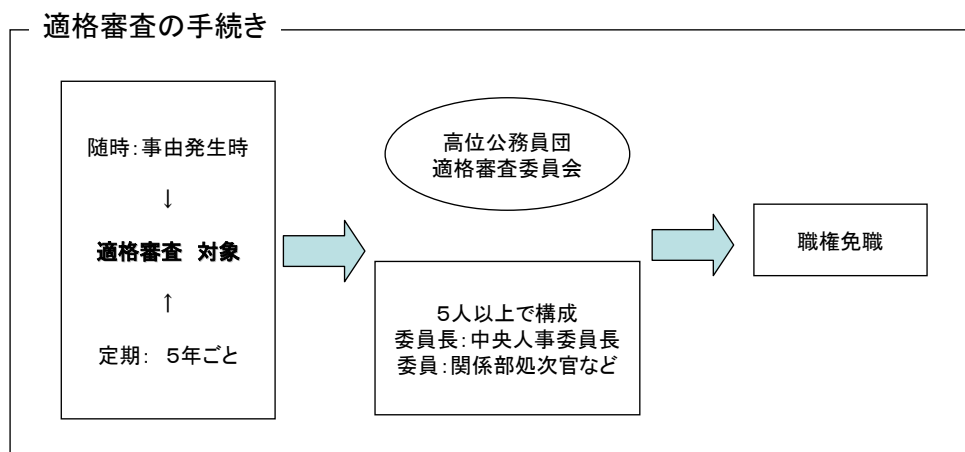 適格審査の手続き
随時:事由発生時
↓
適格審査 対象
↑
定期: 5年ごと
高位公務員団
適格審査委員会
5人以上で構成
委員長:中央人事委員長
委員:関係部処次官など
職権免職